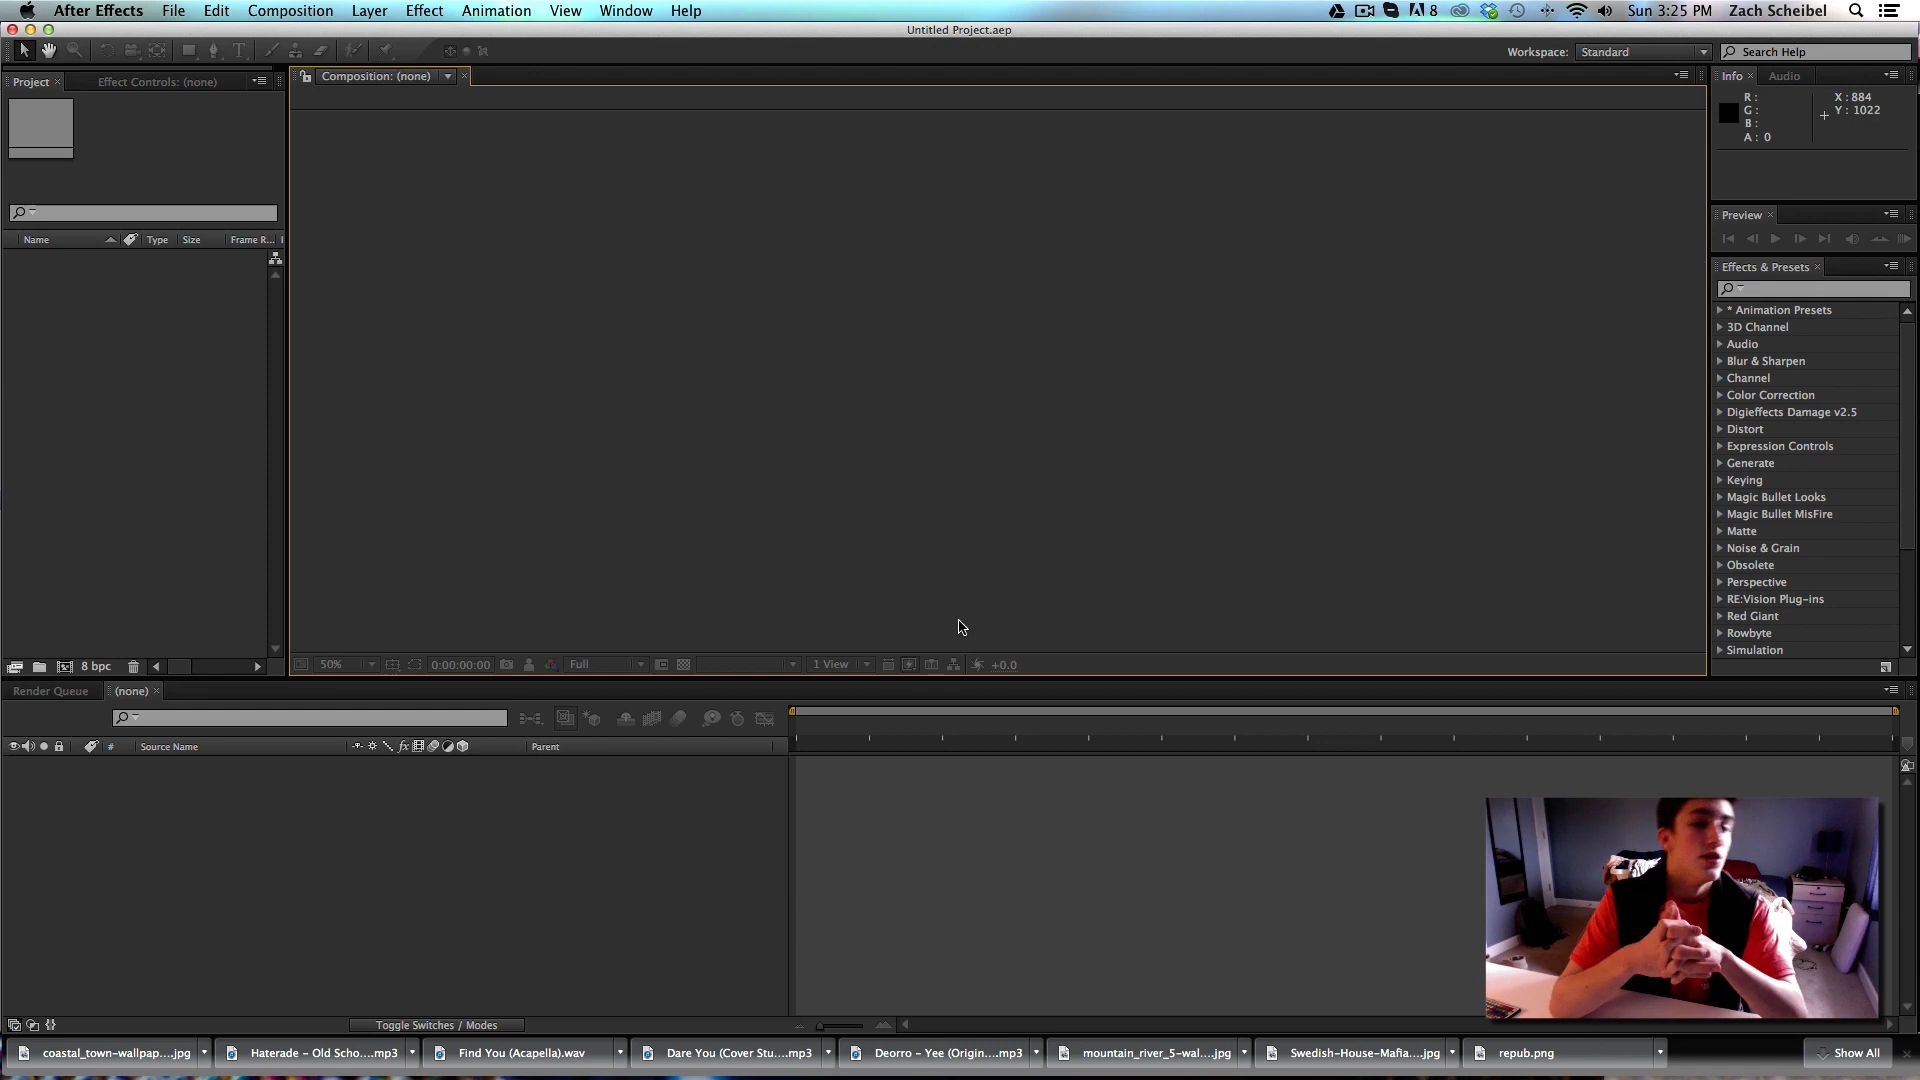 After Effects File Edit Composition Layer Effect Animation View Window Help 8 Sun 3:25 PM Zach Scheibel
Untitled Project.aep
Workspace: Standard Search Help
Project Effect Controls: (none)
Composition: (none)
Info Audio
R : X : 884
G : Y : 1022
B :
A : 0
Preview
Name Type Size Frame R...
Effects & Presets
* Animation Presets
3D Channel
Audio
Blur & Sharpen
Channel
Color Correction
Digieffects Damage v2.5
Distort
Expression Controls
Generate
Keying
Magic Bullet Looks
Magic Bullet MisFire
Matte
Noise & Grain
Obsolete
Perspective
RE:Vision Plug-ins
Red Giant
Rowbyte
Simulation
8 bpc
50% 0:00:00:00 Full 1 View +0.0
Render Queue (none)
# Source Name fx Parent
Toggle Switches / Modes
coastal_town-wallpap....jpg Haterade - Old Scho....mp3 Find You (Acapella).wav Dare You (Cover Stu....mp3 Deorro - Yee (Origin....mp3 mountain_river_5-wal....jpg Swedish-House-Mafia....jpg repub.png Show All